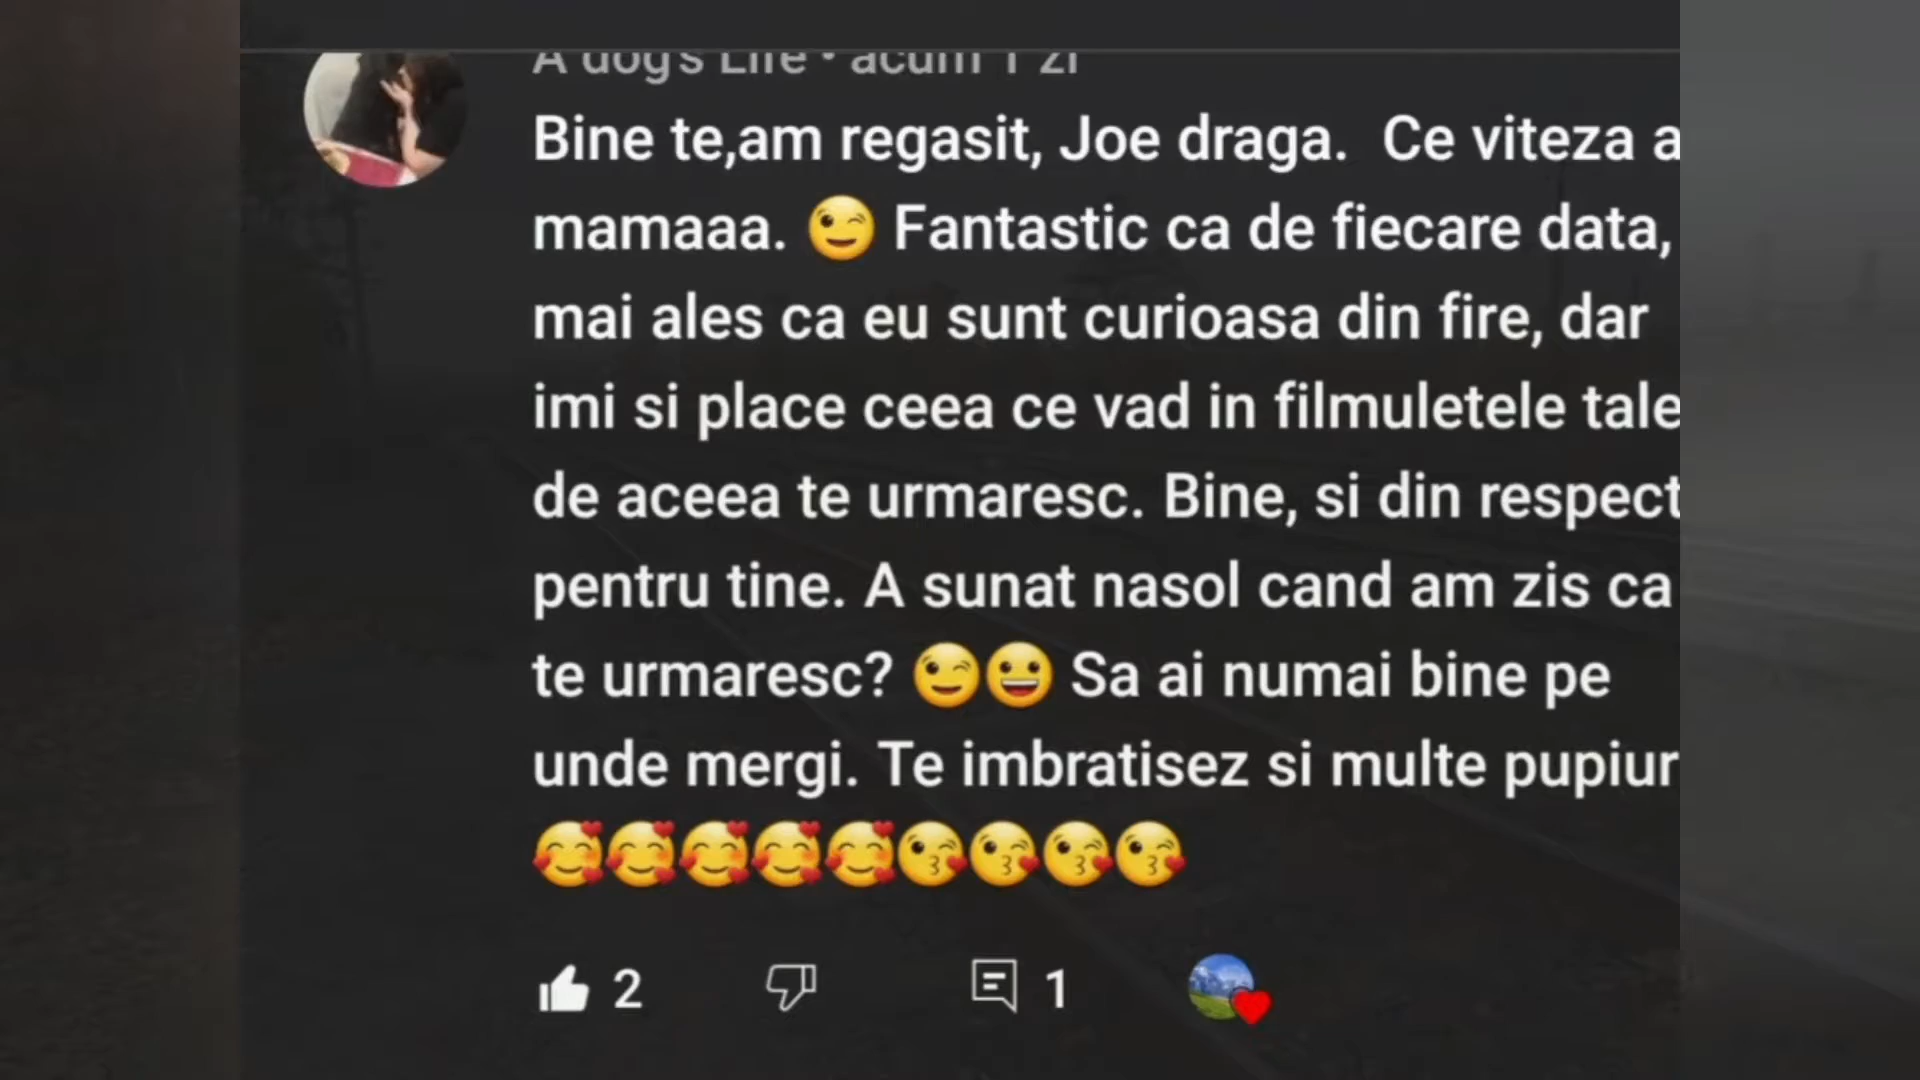 A dog's Life • acum 1 zi
Bine te,am regasit, Joe draga. Ce viteza a
mamaaa. 😉 Fantastic ca de fiecare data,
mai ales ca eu sunt curioasa din fire, dar
imi si place ceea ce vad in filmuletele tale
de aceea te urmaresc. Bine, si din respect
pentru tine. A sunat nasol cand am zis ca
te urmaresc? 😉😀 Sa ai numai bine pe
unde mergi. Te imbratisez si multe pupiur
🥰🥰🥰🥰🥰😘😘😘😘
2 1